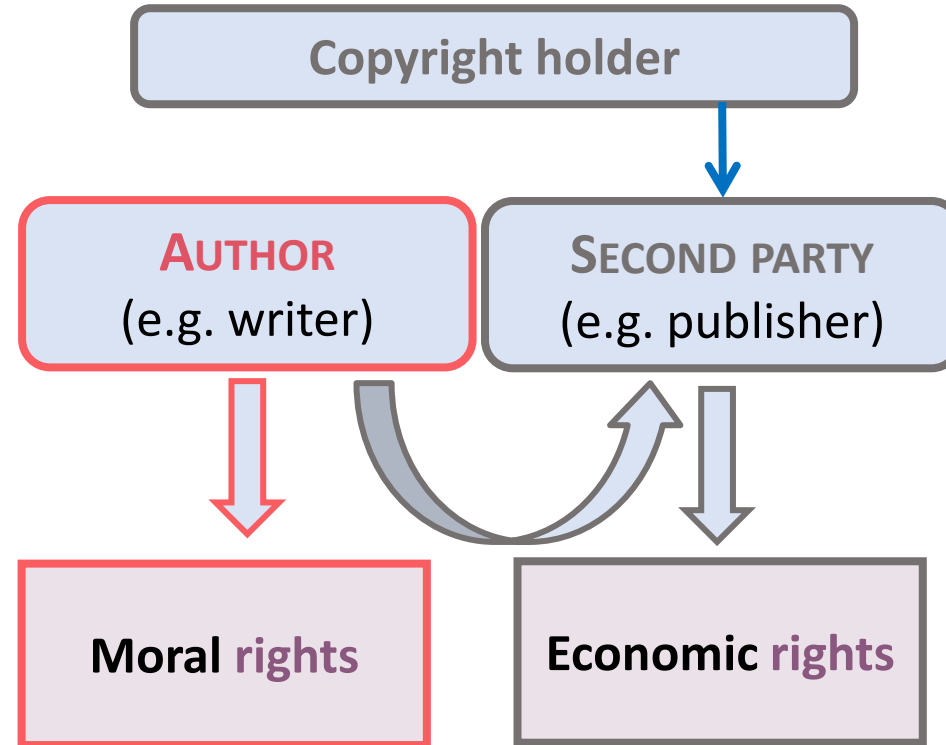 Copyright holder
AUTHOR
(e.g. writer)
SECOND PARTY
(e.g. publisher)
Moral rights
Economic rights